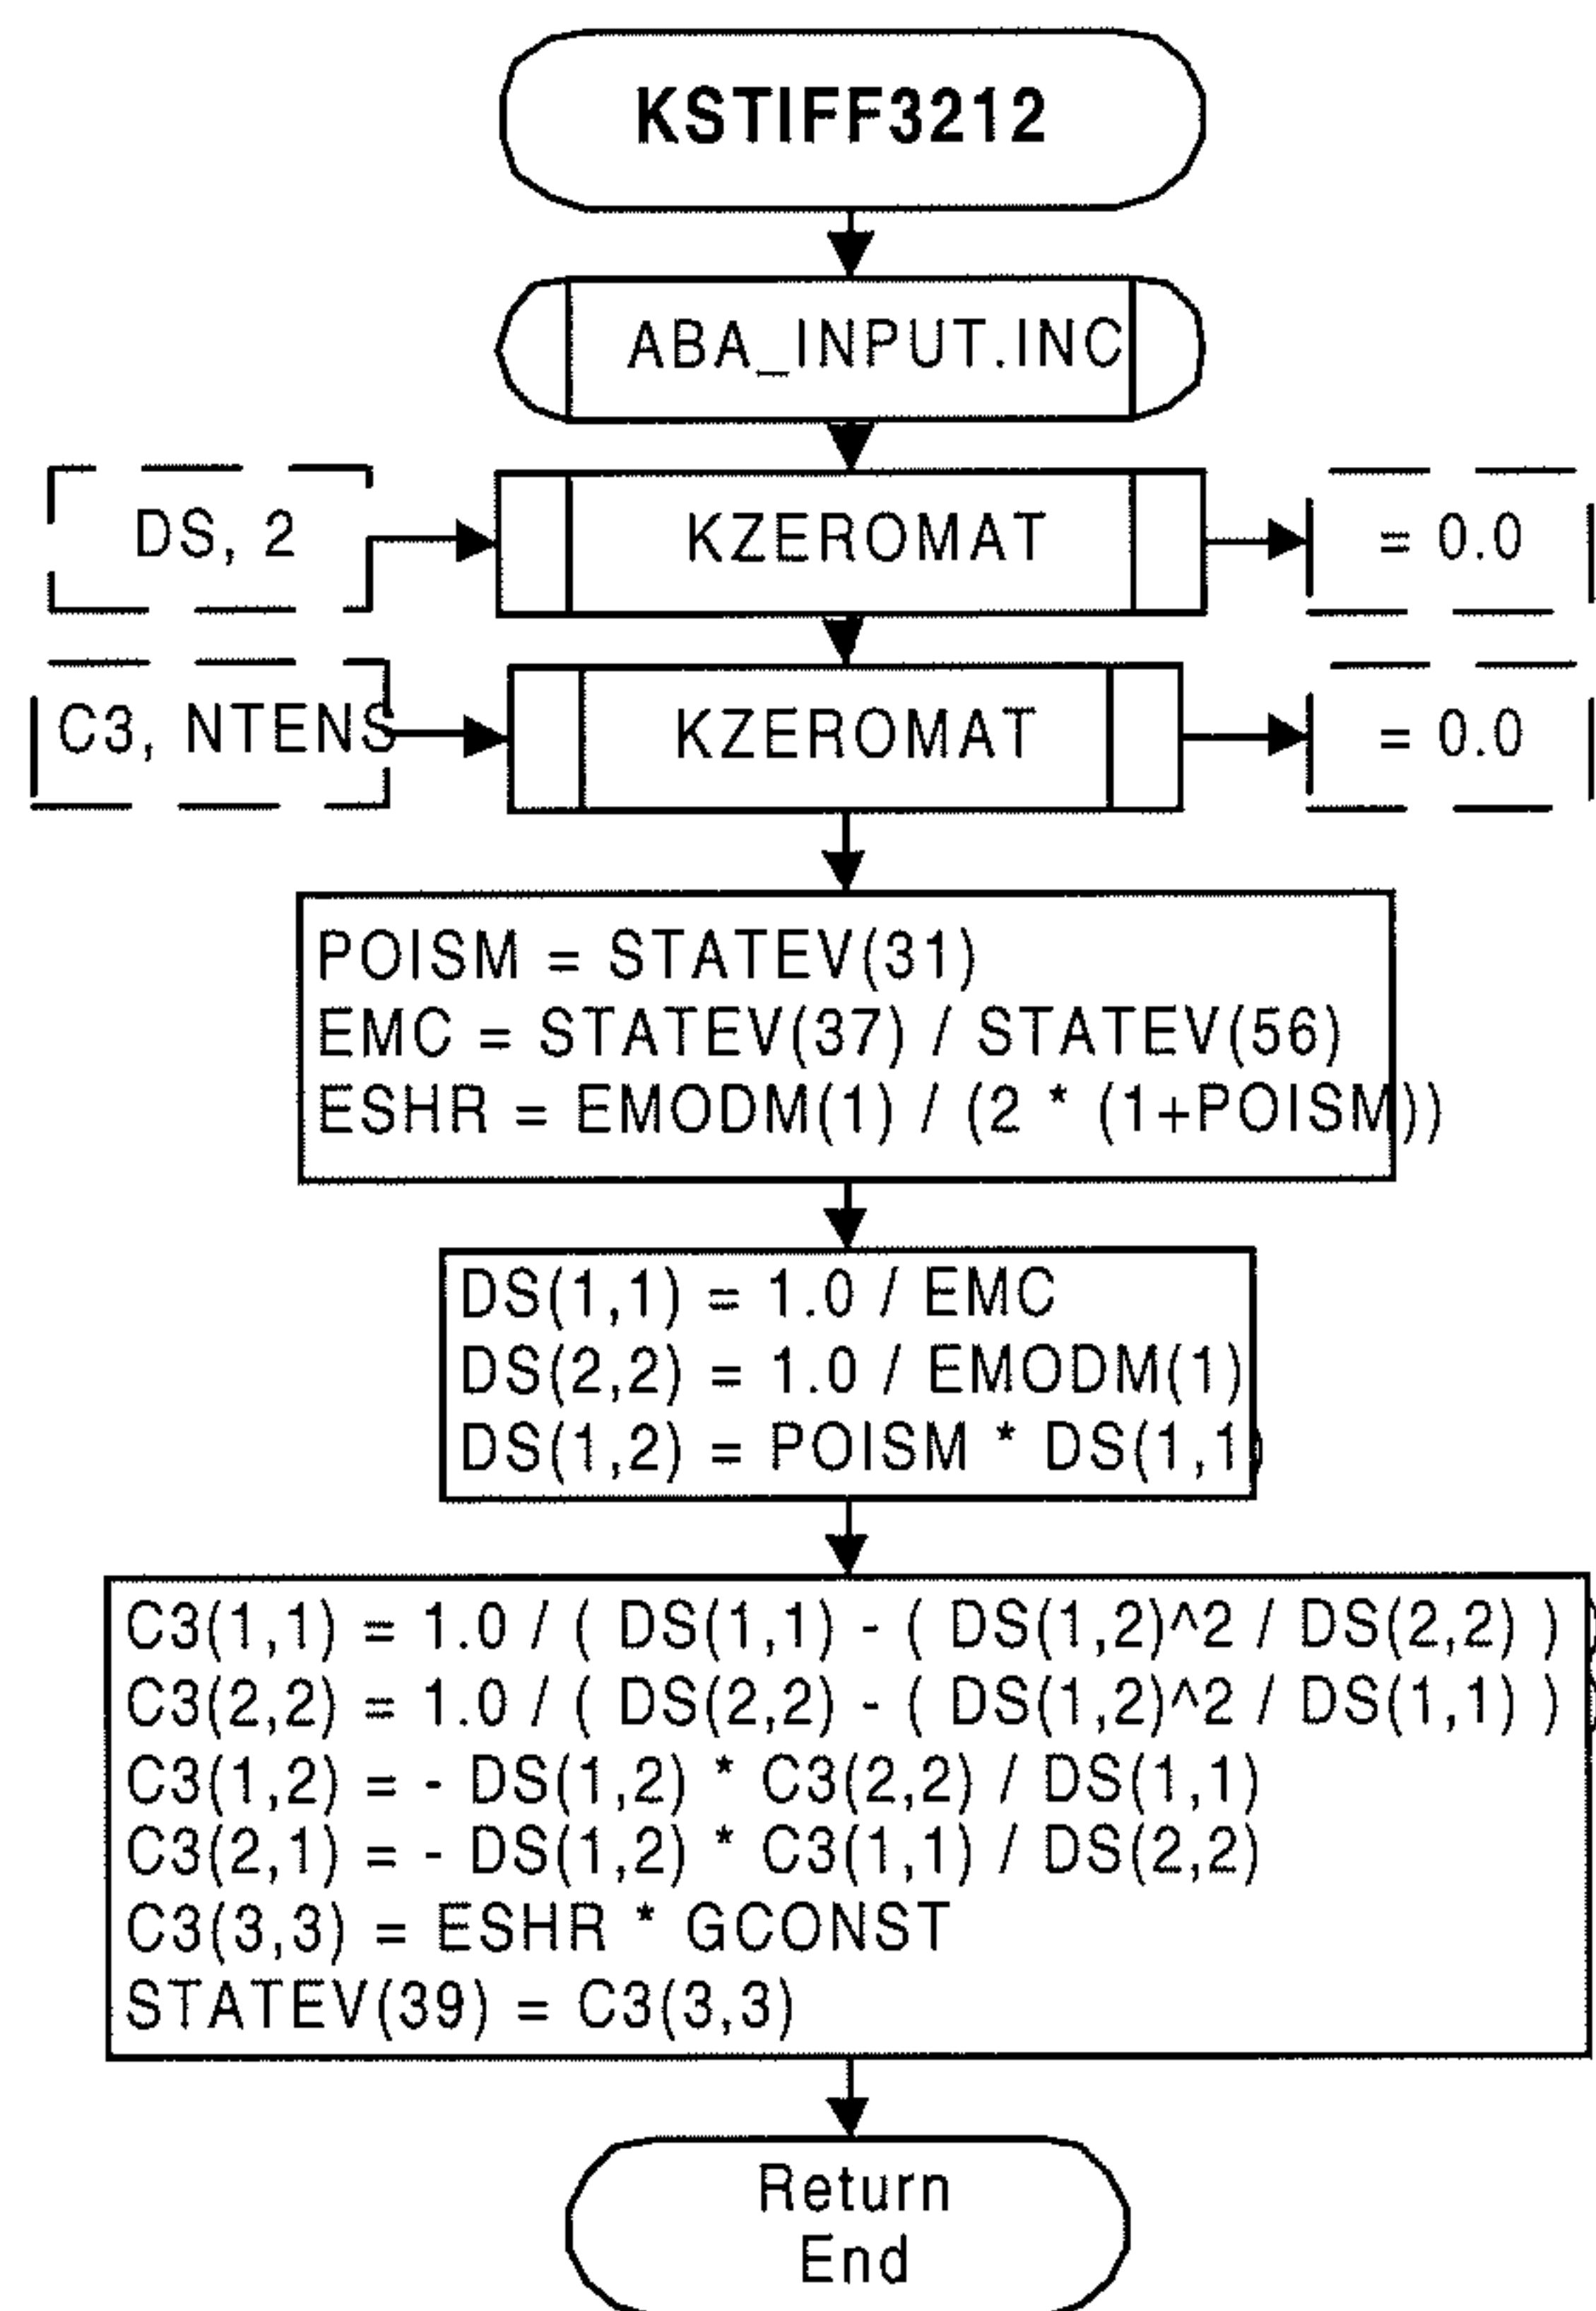 KSTIFF3212
ABA_INPUT.INC
DS, 2
KZEROMAT
= 0.0
C3, NTENS
KZEROMAT
= 0.0
POISM = STATEV(31)
EMC = STATEV(37) / STATEV(56)
ESHR = EMODM(1) / (2 * (1+POISM))
DS(1,1) = 1.0 / EMC
DS(2,2) = 1.0 / EMODM(1)
DS(1,2) = POISM * DS(1,1)
C3(1,1) = 1.0 / ( DS(1,1) - ( DS(1,2)^2 / DS(2,2) ) )
C3(2,2) = 1.0 / ( DS(2,2) - ( DS(1,2)^2 / DS(1,1) ) )
C3(1,2) = - DS(1,2) * C3(2,2) / DS(1,1)
C3(2,1) = - DS(1,2) * C3(1,1) / DS(2,2)
C3(3,3) = ESHR * GCONST
STATEV(39) = C3(3,3)
Return
End